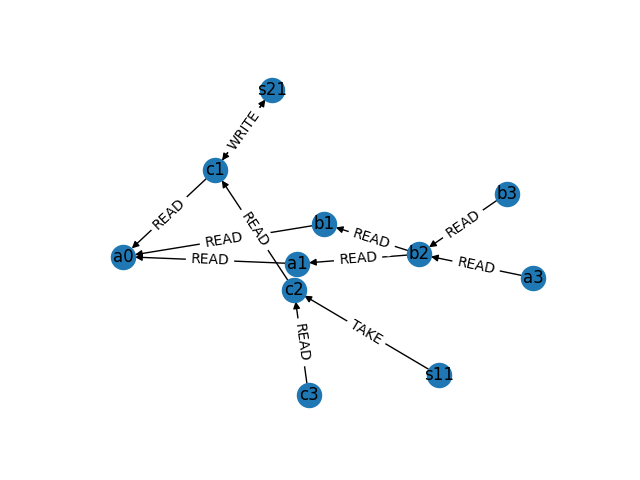 s21
WRITE
c1
b3
READ
READ
b1
READ
READ
READ
b2
a0
READ
a1
READ
READ
a3
c2
TAKE
READ
s11
c3